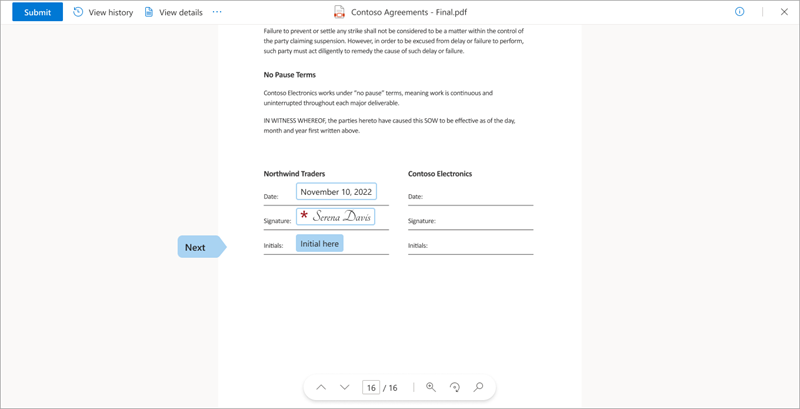 Submit View history View details ··· Contoso Agreements - Final.pdf
Failure to prevent or settle any strike shall not be considered to be a matter within the control of
the party claiming suspension. However, in order to be excused from delay or failure to perform,
such party must act diligently to remedy the cause of such delay or failure.
No Pause Terms
Contoso Electronics works under "no pause" terms, meaning work is continuous and
uninterrupted throughout each major deliverable.
IN WITNESS WHEREOF, the parties hereto have caused this SOW to be effective as of the day,
month and year first written above.
Northwind Traders Contoso Electronics
Date: November 10, 2022 Date:
Signature: * Serena Davis Signature:
Next Initials: Initial here Initials:
16 / 16